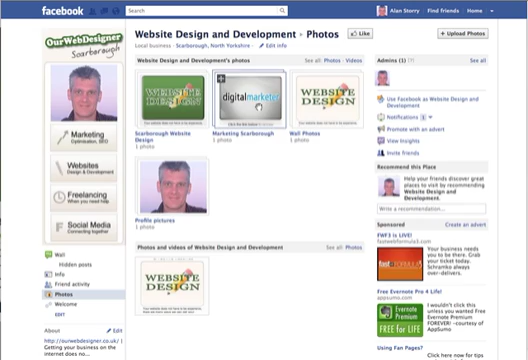 facebook
Search
Alan Storry
Find friends
Home
OurWebDesigner
Scarborough
Website Design and Development › Photos
Like
+ Upload Photos
Local business · Scarborough, North Yorkshire · Edit info
Website Design and Development's photos
See all: Photos · Videos
Admins (1)
See all
WEBSITE DESIGN
digitalmarketer
WEBSITE DESIGN
Scarborough Website Design
1 photo
Marketing Scarborough
1 photo
Wall Photos
1 photo
Use Facebook as Website Design and Development
Notifications
Promote with an advert
View Insights
Invite friends
Marketing
Optimisation, SEO
Websites
Design & Development
Freelancing
When you need help
Social Media
Connecting together
Recommend this Place
Help your friends discover great places to visit by recommending Website Design and Development.
Write a recommendation...
Profile pictures
1 photo
Sponsored
Create an advert
FWF3 is LIVE!
fastwebformula3.com
Your business needs you to be there. Grab your ticket today. Schramko always over-delivers.
Photos and videos of Website Design and Development
See all: Photos
WEBSITE DESIGN
Wall
Hidden posts
Info
Friend activity
Photos
Welcome
EDIT
About
Edit
http://ourwebdesigner.co.uk/ |
Getting your business on the internet does no...
Free Evernote Pro 4 Life!
appsumo.com
Evernote Premium
FREE for LIFE
I wouldn't click this unless you wanted Free Evernote Premium FOREVER! -courtesy of AppSumo
Using Fan Pages?
Click here now for tips